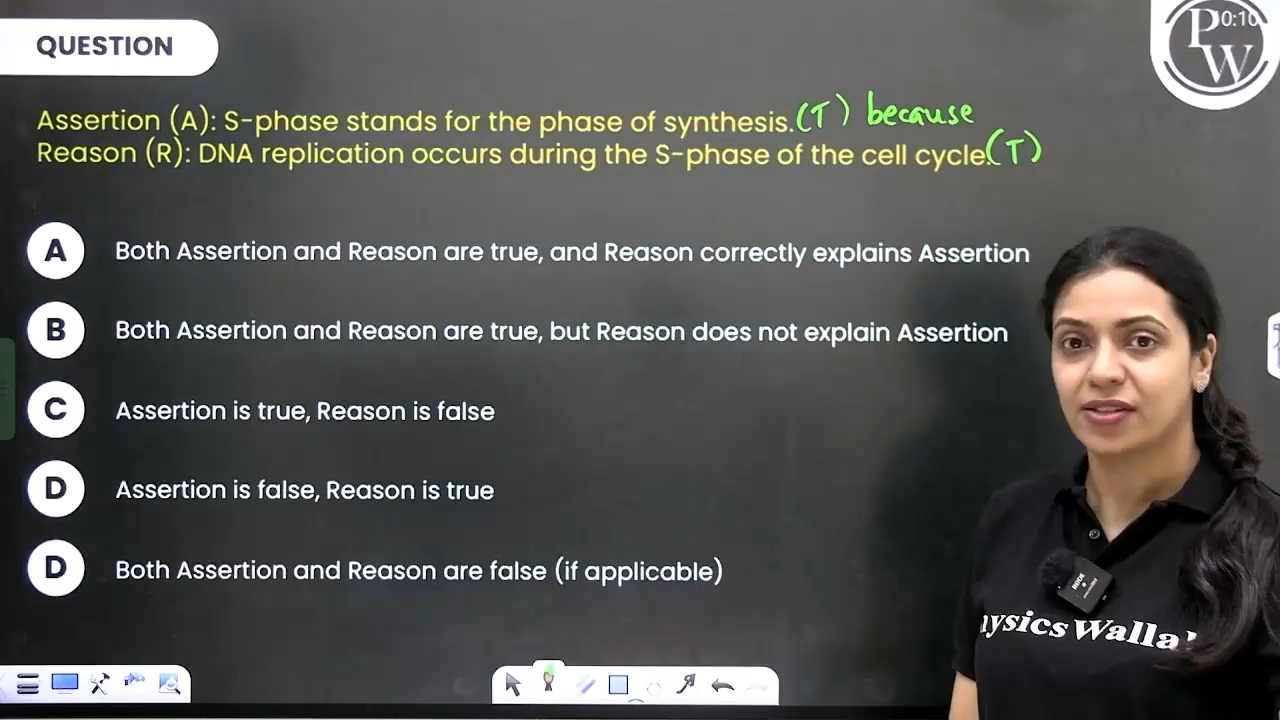 QUESTION
PW
0:10
Assertion (A): S-phase stands for the phase of synthesis. (T) because
Reason (R): DNA replication occurs during the S-phase of the cell cycle. (T)
A Both Assertion and Reason are true, and Reason correctly explains Assertion
B Both Assertion and Reason are true, but Reason does not explain Assertion
C Assertion is true, Reason is false
D Assertion is false, Reason is true
D Both Assertion and Reason are false (if applicable)
hysics Walla